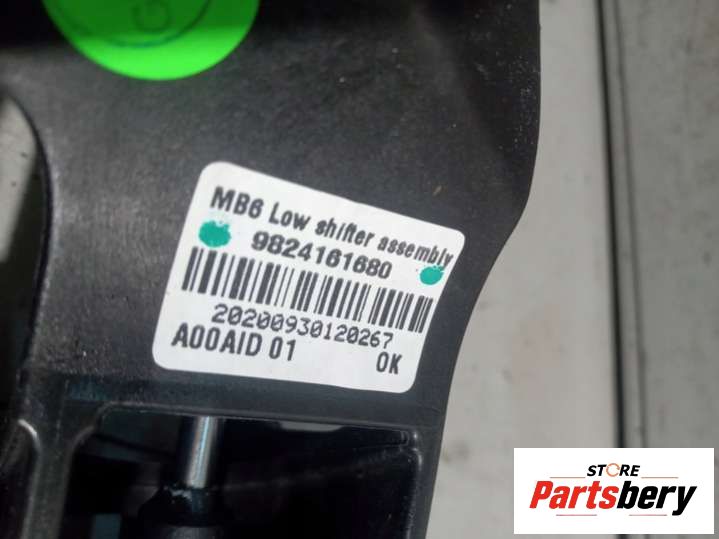 G
MB6 Low shifter assembly
9824161680
20200930120267
A00AID 01 OK
STORE
Partsbery